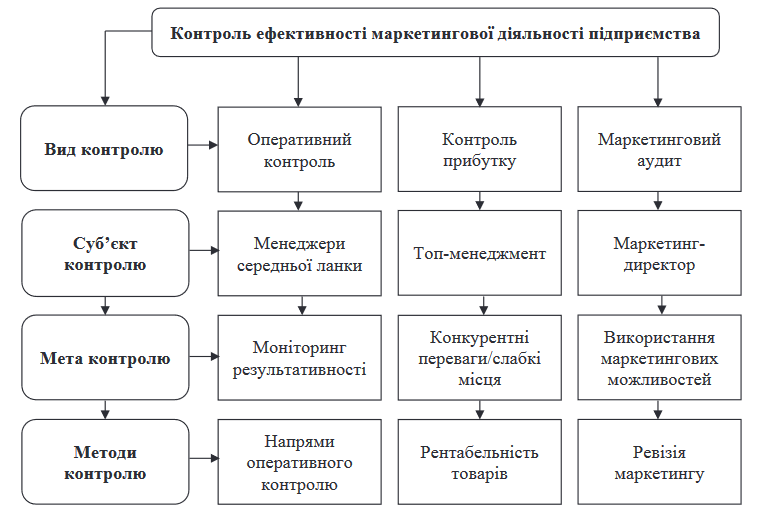 Контроль ефективності маркетингової діяльності підприємства
Вид контролю
Оперативний
контроль
Контроль
прибутку
Маркетинговий
аудит
Суб’єкт
контролю
Менеджери
середньої ланки
Топ-менеджмент
Маркетинг-
директор
Мета контролю
Моніторинг
результативності
Конкурентні
переваги/слабкі
місця
Використання
маркетингових
можливостей
Методи
контролю
Напрями
оперативного
контролю
Рентабельність
товарів
Ревізія
маркетингу